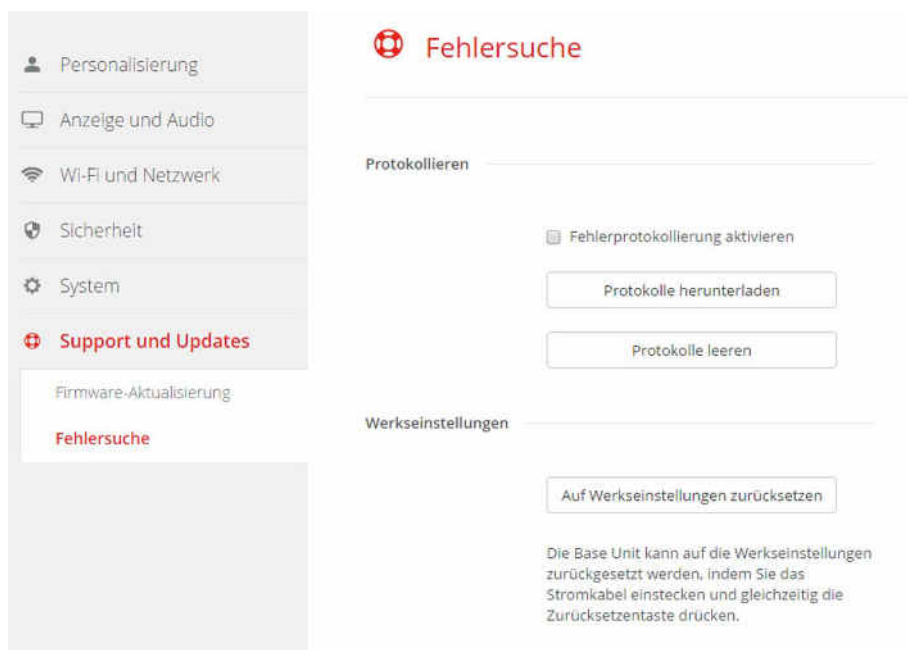 Personalisierung
Anzeige und Audio
Wi-Fi und Netzwerk
Sicherheit
System
Support und Updates
Firmware-Aktualisierung
Fehlersuche
Fehlersuche
Protokollieren
Fehlerprotokollierung aktivieren
Protokolle herunterladen
Protokolle leeren
Werkseinstellungen
Auf Werkseinstellungen zurücksetzen
Die Base Unit kann auf die Werkseinstellungen
zurückgesetzt werden, indem Sie das
Stromkabel einstecken und gleichzeitig die
Zurücksetzentaste drücken.